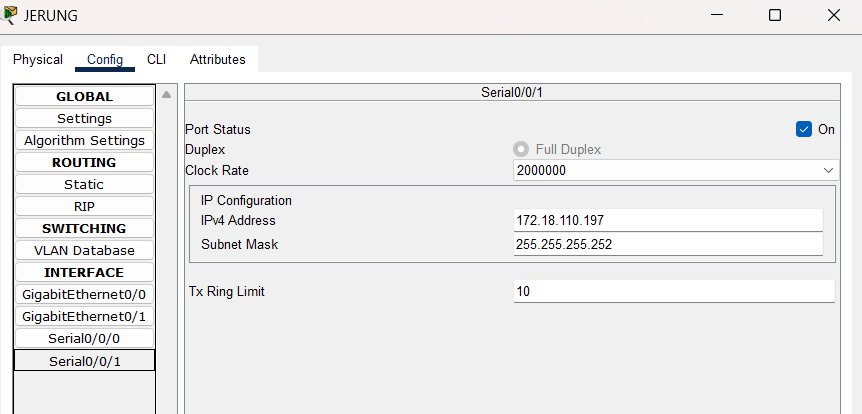 JERUNG
Physical Config CLI Attributes
GLOBAL
Settings
Algorithm Settings
ROUTING
Static
RIP
SWITCHING
VLAN Database
INTERFACE
GigabitEthernet0/0
GigabitEthernet0/1
Serial0/0/0
Serial0/0/1
Serial0/0/1
Port Status On
Duplex Full Duplex
Clock Rate 2000000
IP Configuration
IPv4 Address 172.18.110.197
Subnet Mask 255.255.255.252
Tx Ring Limit 10